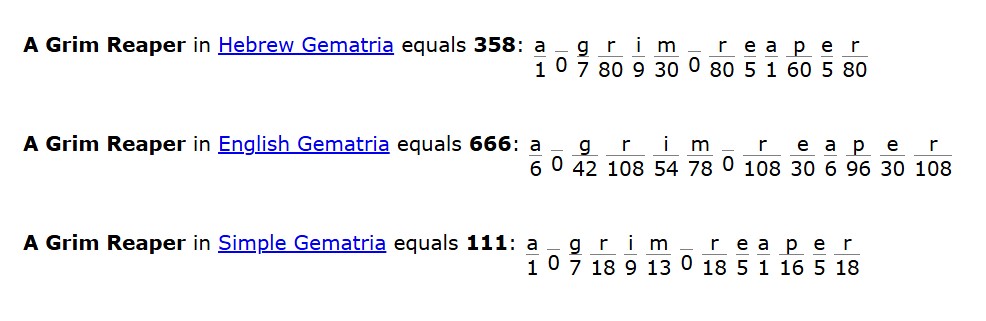 A Grim Reaper in Hebrew Gematria equals 358: a _ g r i m _ r e a p e r
1 0 7 80 9 30 0 80 5 1 60 5 80
A Grim Reaper in English Gematria equals 666: a _ g r i m _ r e a p e r
6 0 42 108 54 78 0 108 30 6 96 30 108
A Grim Reaper in Simple Gematria equals 111: a _ g r i m _ r e a p e r
1 0 7 18 9 13 0 18 5 1 16 5 18